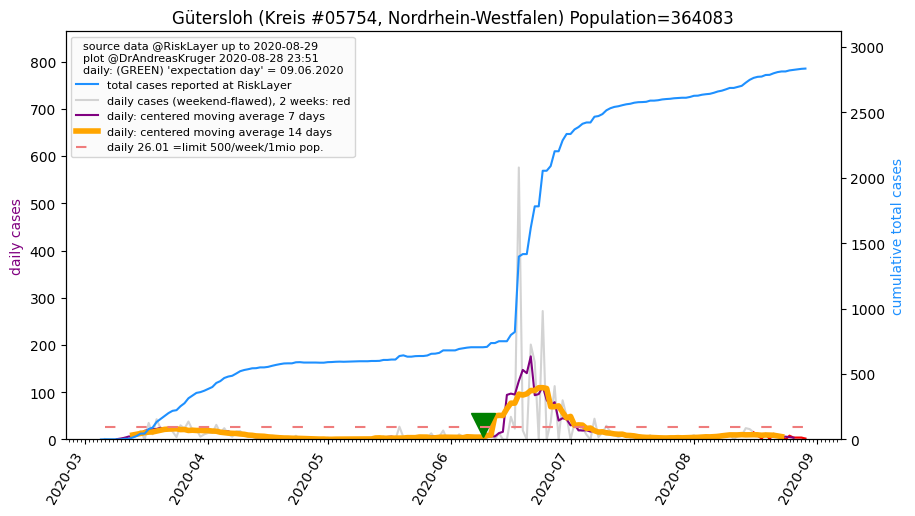 Gütersloh (Kreis #05754, Nordrhein-Westfalen) Population=364083
source data @RiskLayer up to 2020-08-29
plot @DrAndreasKruger 2020-08-28 23:51
daily: (GREEN) 'expectation day' = 09.06.2020
total cases reported at RiskLayer
daily cases (weekend-flawed), 2 weeks: red
daily: centered moving average 7 days
daily: centered moving average 14 days
daily 26.01 =limit 500/week/1mio pop.
daily cases
800
700
600
500
400
300
200
100
0
cumulative total cases
3000
2500
2000
1500
1000
500
0
2020-03
2020-04
2020-05
2020-06
2020-07
2020-08
2020-09